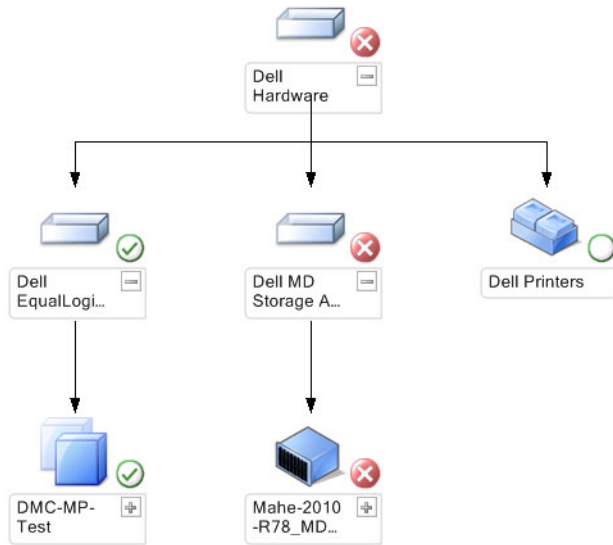 Dell
Hardware
Dell
EqualLogi...
Dell MD
Storage A...
Dell Printers
DMC-MP-
Test
Mahe-2010
-R78_MD...